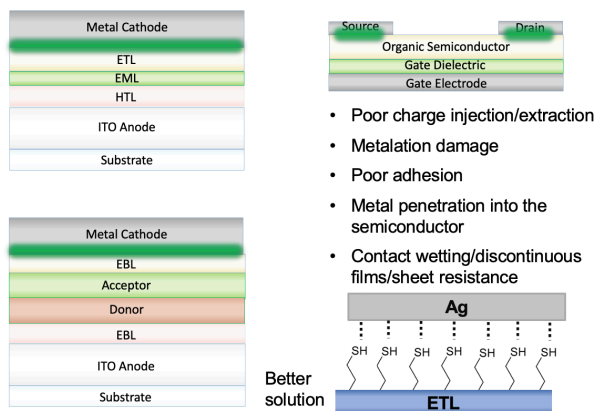 Metal Cathode
ETL
EML
HTL
ITO Anode
Substrate
Metal Cathode
EBL
Acceptor
Donor
EBL
ITO Anode
Substrate
Source
Drain
Organic Semiconductor
Gate Dielectric
Gate Electrode
• Poor charge injection/extraction
• Metalation damage
• Poor adhesion
• Metal penetration into the
semiconductor
• Contact wetting/discontinuous
films/sheet resistance
Ag
SH SH SH SH SH SH SH
Better
solution
ETL